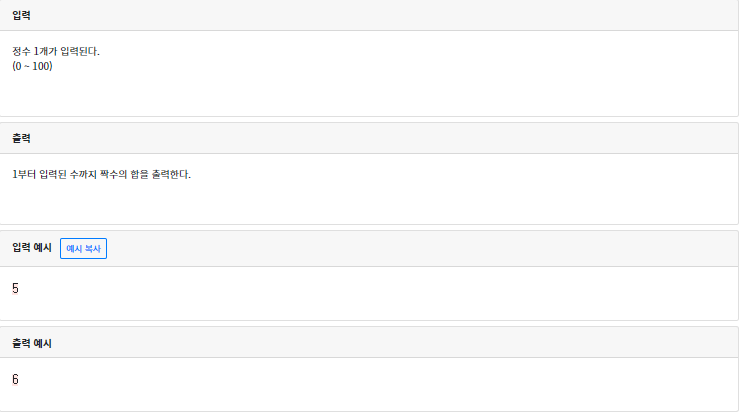 입력
정수 1개가 입력된다.
(0 ~ 100)
출력
1부터 입력된 수까지 짝수의 합을 출력한다.
입력 예시 예시 복사
5
출력 예시
6